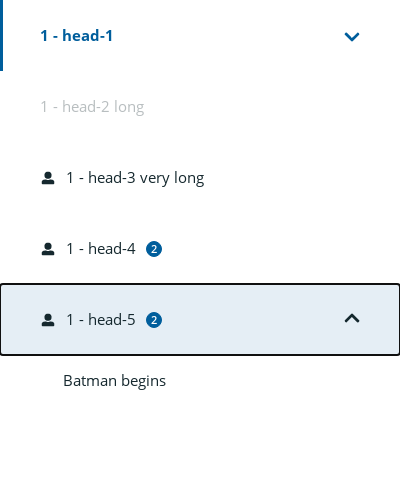 1 - head-1
1 - head-2 long
1 - head-3 very long
1 - head-4 2
1 - head-5 2
Batman begins